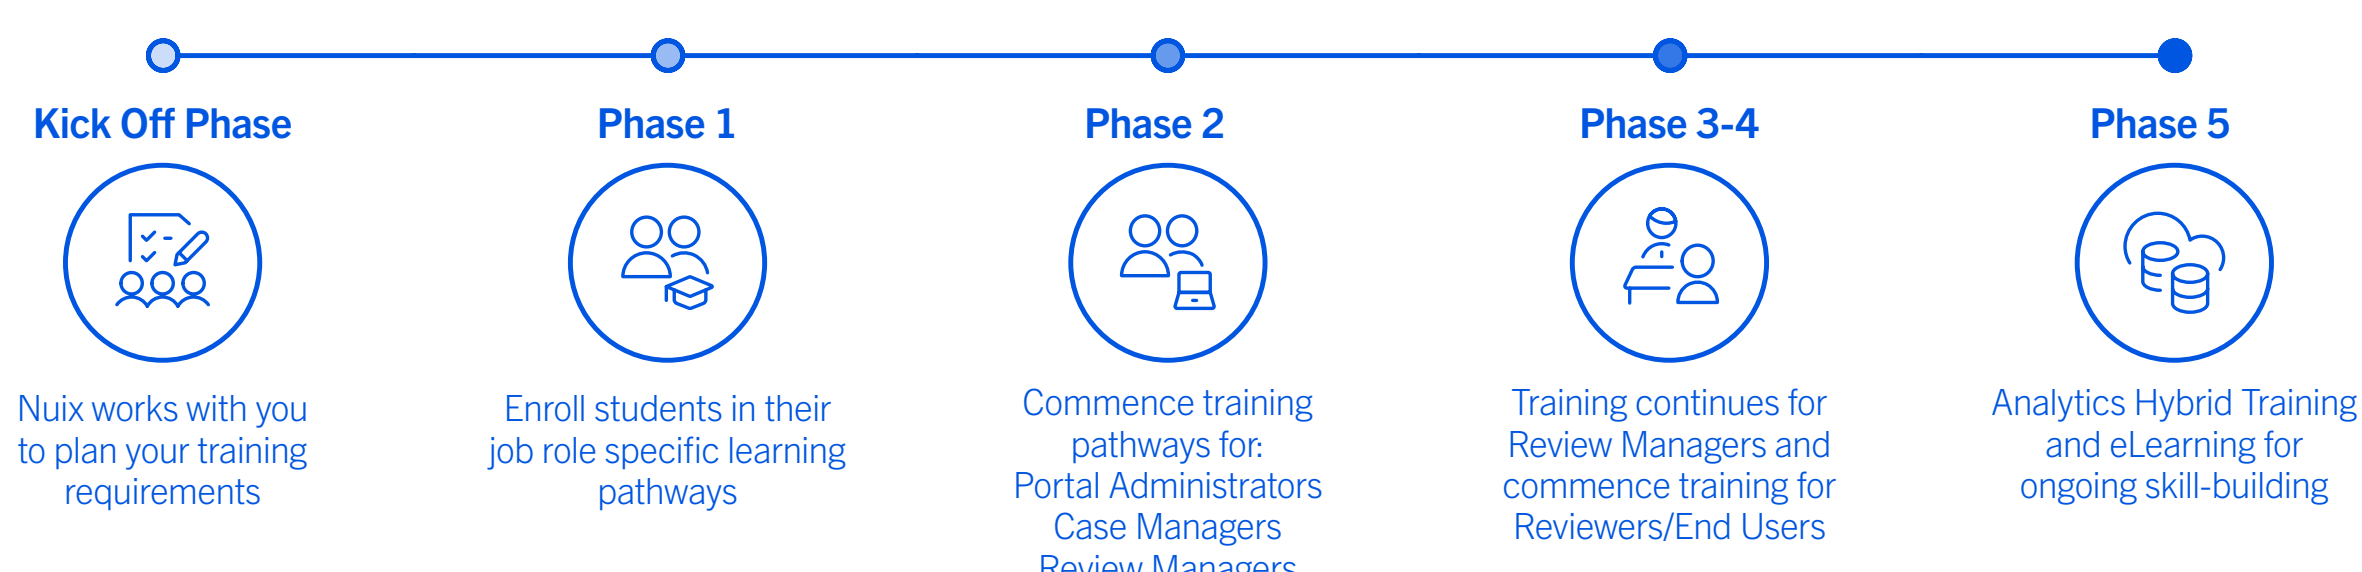 Kick Off Phase
Nuix works with you
to plan your training
requirements
Phase 1
Enroll students in their
job role specific learning
pathways
Phase 2
Commence training
pathways for:
Portal Administrators
Case Managers
Review Managers
Phase 3-4
Training continues for
Review Managers and
commence training for
Reviewers/End Users
Phase 5
Analytics Hybrid Training
and eLearning for
ongoing skill-building